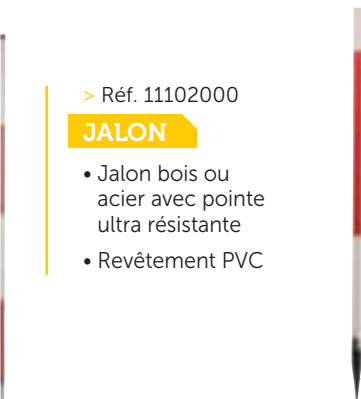 > Réf. 11102000
JALON
• Jalon bois ou
acier avec pointe
ultra résistante
• Revêtement PVC